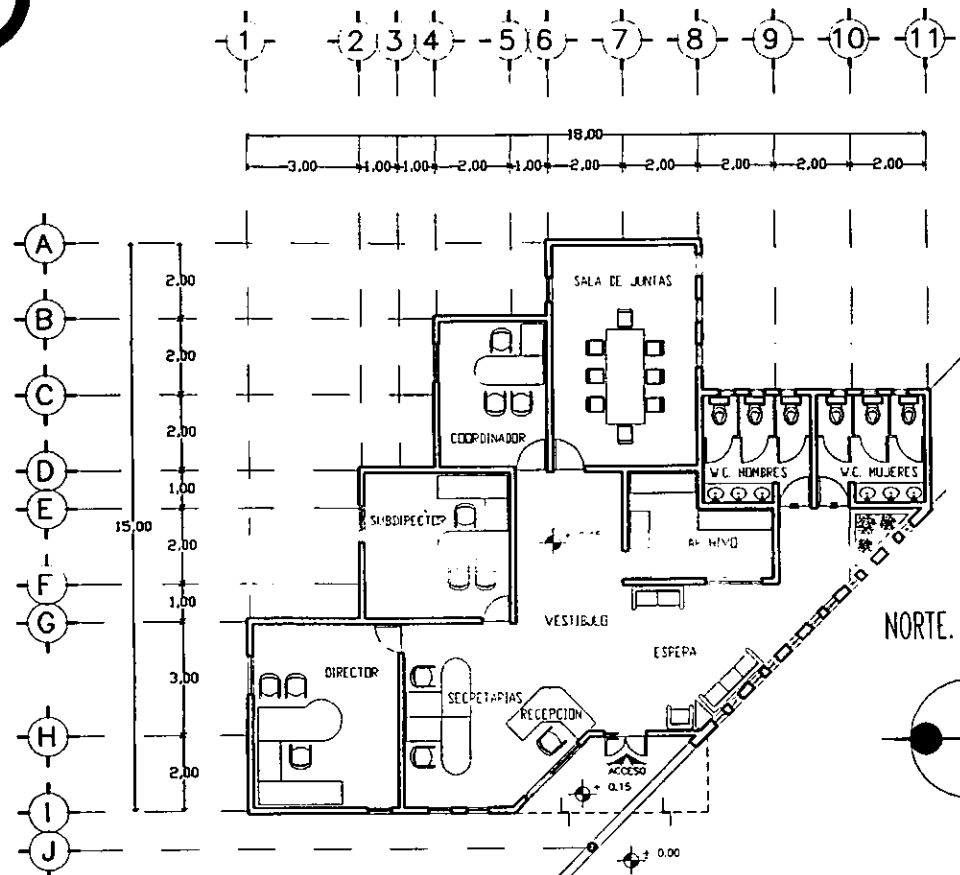 1 2 3 4 5 6 7 8 9 10 11
18.00
3.00 1.00 1.00 2.00 1.00 2.00 2.00 2.00 2.00 2.00
A
2.00
B
2.00
C
2.00
D
1.00
E
15.00
2.00
F
1.00
G
3.00
H
2.00
I
J
SALA DE JUNTAS
COORDINADOR
W.C. HOMBRES
W.C. MUJERES
SUBDIRECTOR
VESTIBULO
ESPERA
NORTE.
DIRECTOR
SECRETARIAS
RECEPCION
ACCESO
+ 0.15
± 0.00